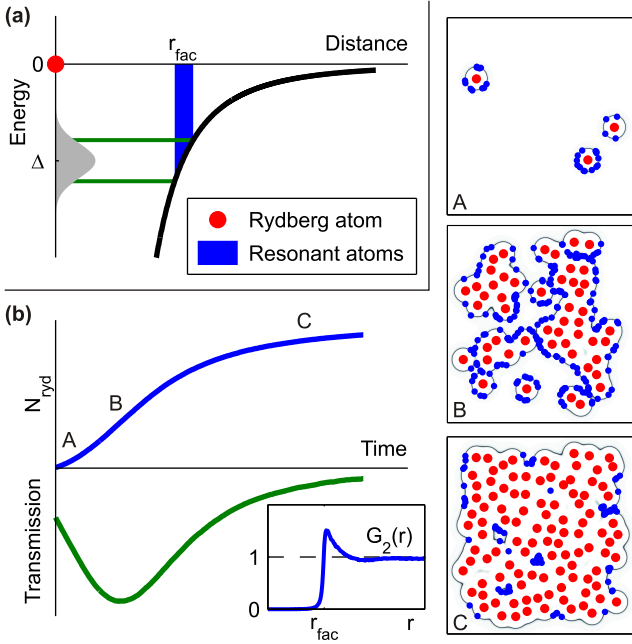 (a)
r_fac
Distance
0
Energy
Δ
Rydberg atom
Resonant atoms
(b)
N_ryd
A
B
C
Time
Transmission
G_2(r)
1
0
r_fac
r
A
B
C